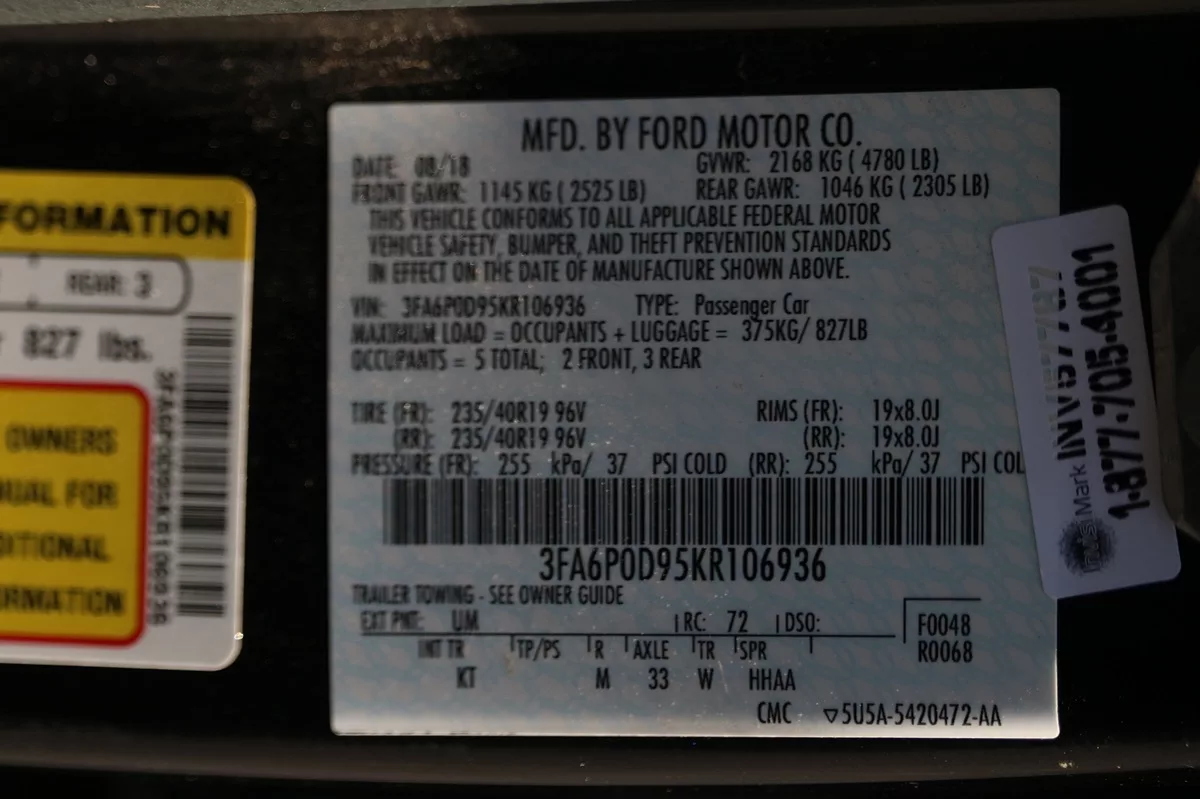 FORMATION
REAR: 3
827 lbs.
OWNERS
UAL FOR
DITIONAL
RMATION
3FA6P0D95KR106936
MFD. BY FORD MOTOR CO.
DATE: 08/18 GVWR: 2168 KG ( 4780 LB)
FRONT GAWR: 1145 KG ( 2525 LB) REAR GAWR: 1046 KG ( 2305 LB)
THIS VEHICLE CONFORMS TO ALL APPLICABLE FEDERAL MOTOR
VEHICLE SAFETY, BUMPER, AND THEFT PREVENTION STANDARDS
IN EFFECT ON THE DATE OF MANUFACTURE SHOWN ABOVE.
VIN: 3FA6P0D95KR106936 TYPE: Passenger Car
MAXIMUM LOAD = OCCUPANTS + LUGGAGE = 375KG/ 827LB
OCCUPANTS = 5 TOTAL; 2 FRONT, 3 REAR
TIRE (FR): 235/40R19 96V RIMS (FR): 19x8.0J
(RR): 235/40R19 96V (RR): 19x8.0J
PRESSURE (FR): 255 kPa/ 37 PSI COLD (RR): 255 kPa/ 37 PSI COL
3FA6P0D95KR106936
TRAILER TOWING - SEE OWNER GUIDE
EXT PNT: UM RC: 72 DSO: F0048
R0068
INT TR TP/PS R AXLE TR SPR
KT M 33 W HHAA
CMC ▽5U5A-5420472-AA
Mark
1-877-705-4001